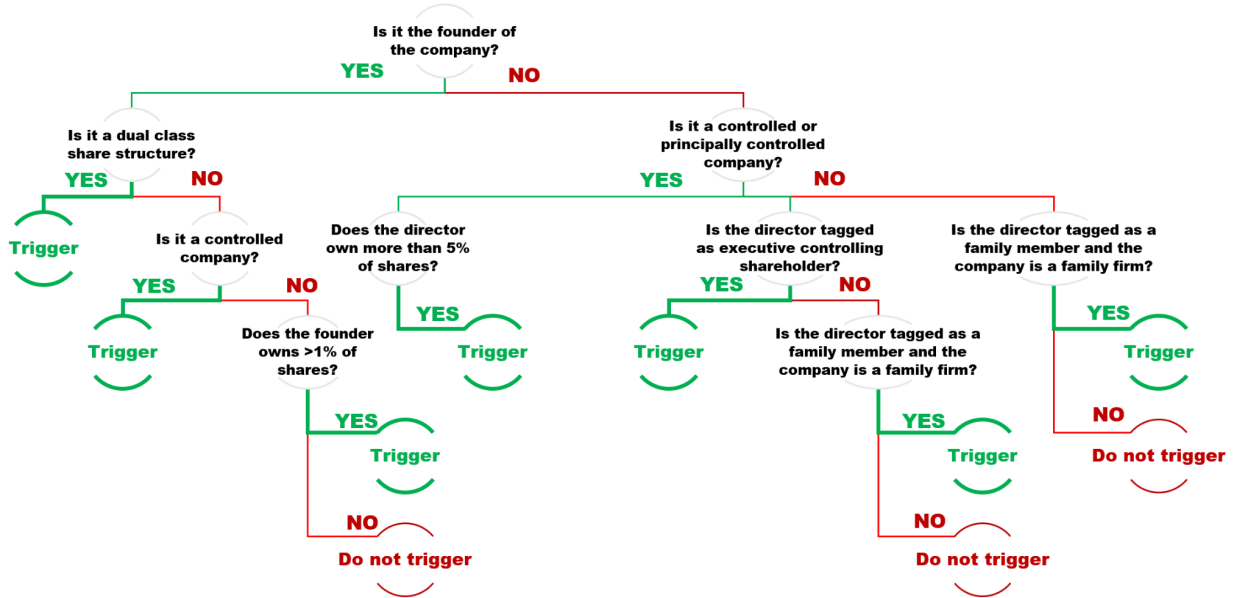 Is it the founder of
the company?
YES
NO
Is it a dual class
share structure?
Is it a controlled or
principally controlled
company?
YES
NO
YES
NO
Trigger
Is it a controlled
company?
Does the director
own more than 5%
of shares?
Is the director tagged
as executive controlling
shareholder?
Is the director tagged as a
family member and the
company is a family firm?
YES
NO
YES
YES
NO
YES
Trigger
Does the founder
owns >1% of
shares?
Trigger
Trigger
Is the director tagged as a
family member and the
company is a family firm?
Trigger
YES
YES
NO
Trigger
Trigger
Do not trigger
NO
NO
Do not trigger
Do not trigger